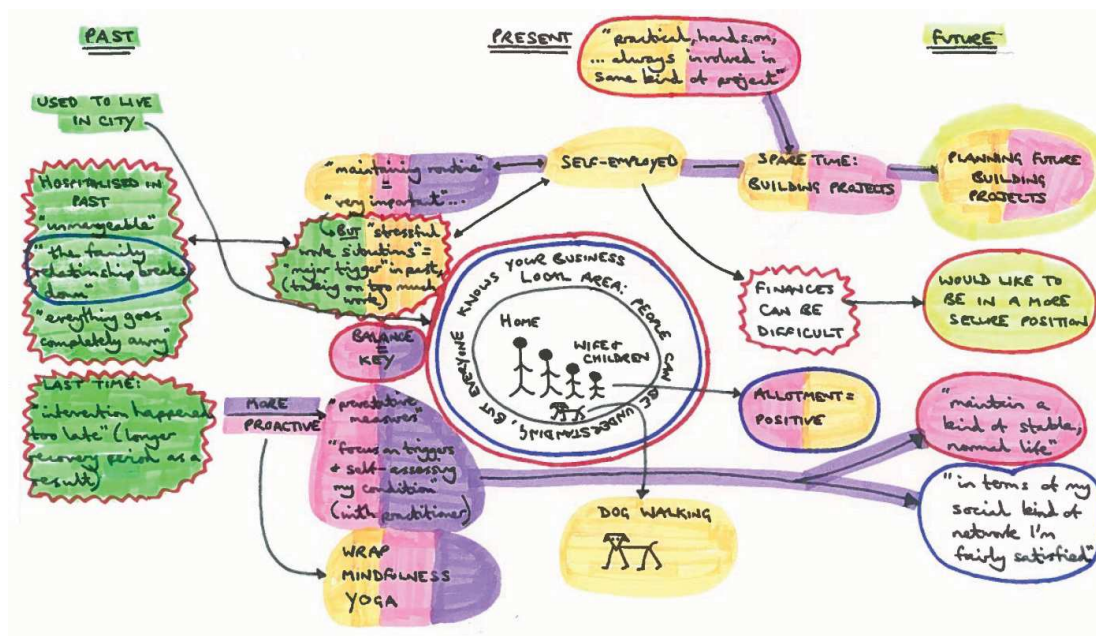 PAST
PRESENT
FUTURE
"practical, hands on,
... always involved in
some kind of project"
USED TO LIVE
IN CITY
HOSPITALISED IN
PAST
"unmanageable"
"the family
relationship breaks
down"
"everything goes
completely awry"
LAST TIME:
"intervention happened
too late" (longer
recovery period as a
result)
MORE
PROACTIVE
"maintaining routine"
=
"very important"...
↳ BUT "stressful
work situations" =
"major trigger" in past,
(taking on too much
work)
BALANCE
=
KEY
"preventative
measures"
"focus on triggers
+ self-assessing
my condition"
(with practitioner)
WRAP
MINDFULNESS
YOGA
SELF-EMPLOYED
SPARE TIME:
BUILDING PROJECTS
PLANNING FUTURE
BUILDING
PROJECTS
LOCAL AREA: PEOPLE CAN BE UNDERSTANDING, BUT EVERYONE KNOWS YOUR BUSINESS
HOME
WIFE +
CHILDREN
DOG WALKING
FINANCES
CAN BE
DIFFICULT
WOULD LIKE TO
BE IN A MORE
SECURE POSITION
ALLOTMENT =
POSITIVE
"maintain a
kind of stable,
normal life"
"in terms of my
social kind of
network I'm
fairly satisfied"